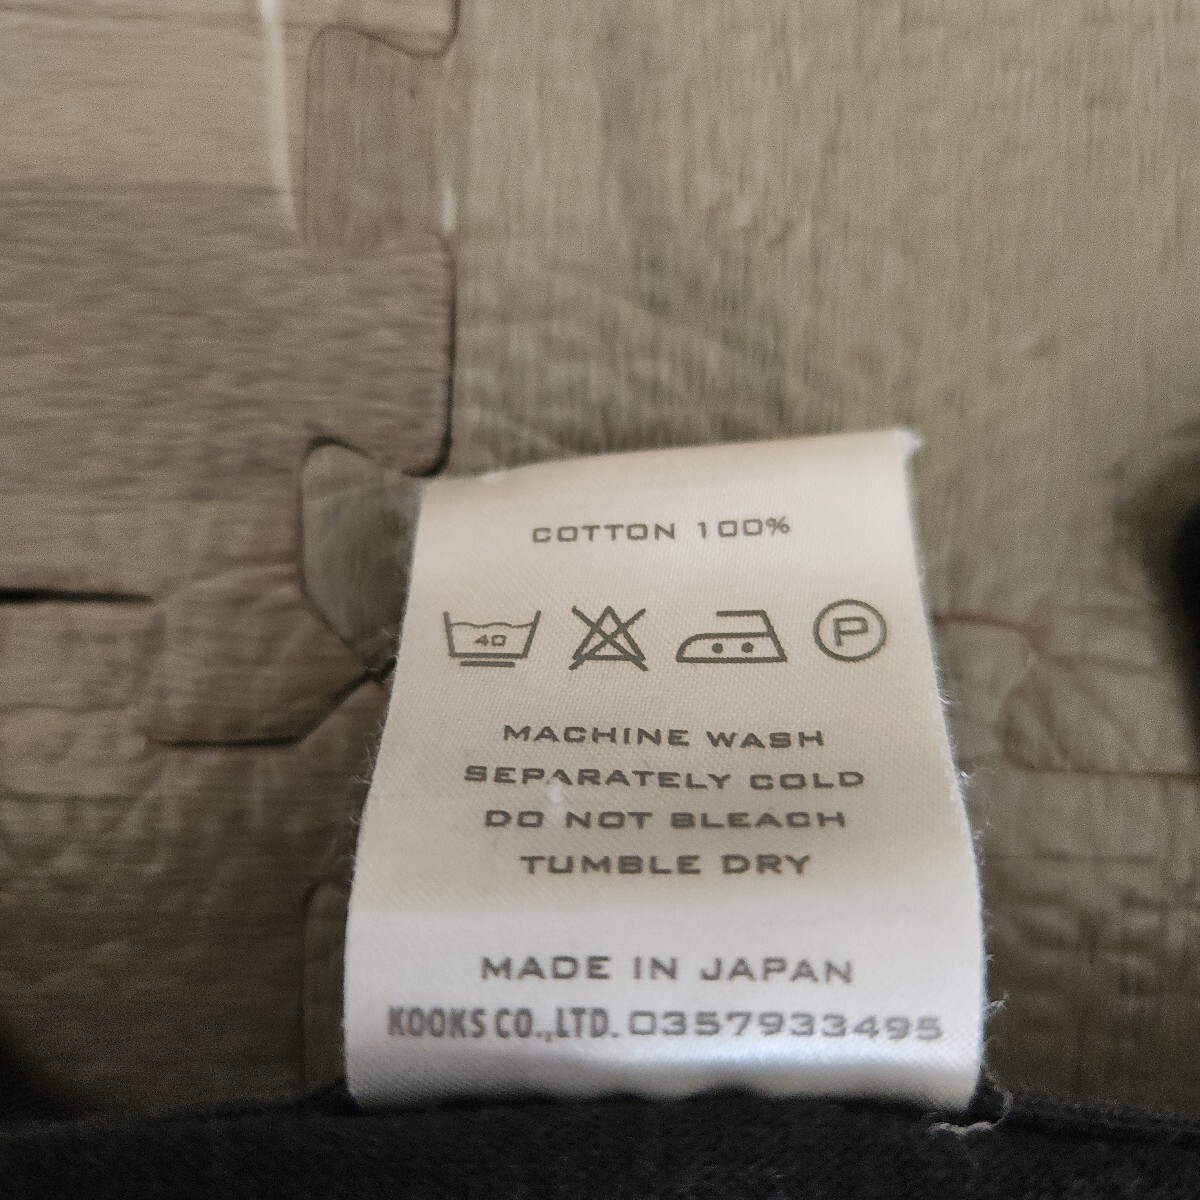 COTTON 100%
40 P
MACHINE WASH
SEPARATELY COLD
DO NOT BLEACH
TUMBLE DRY
MADE IN JAPAN
KOOKS CO.,LTD. 0357933495